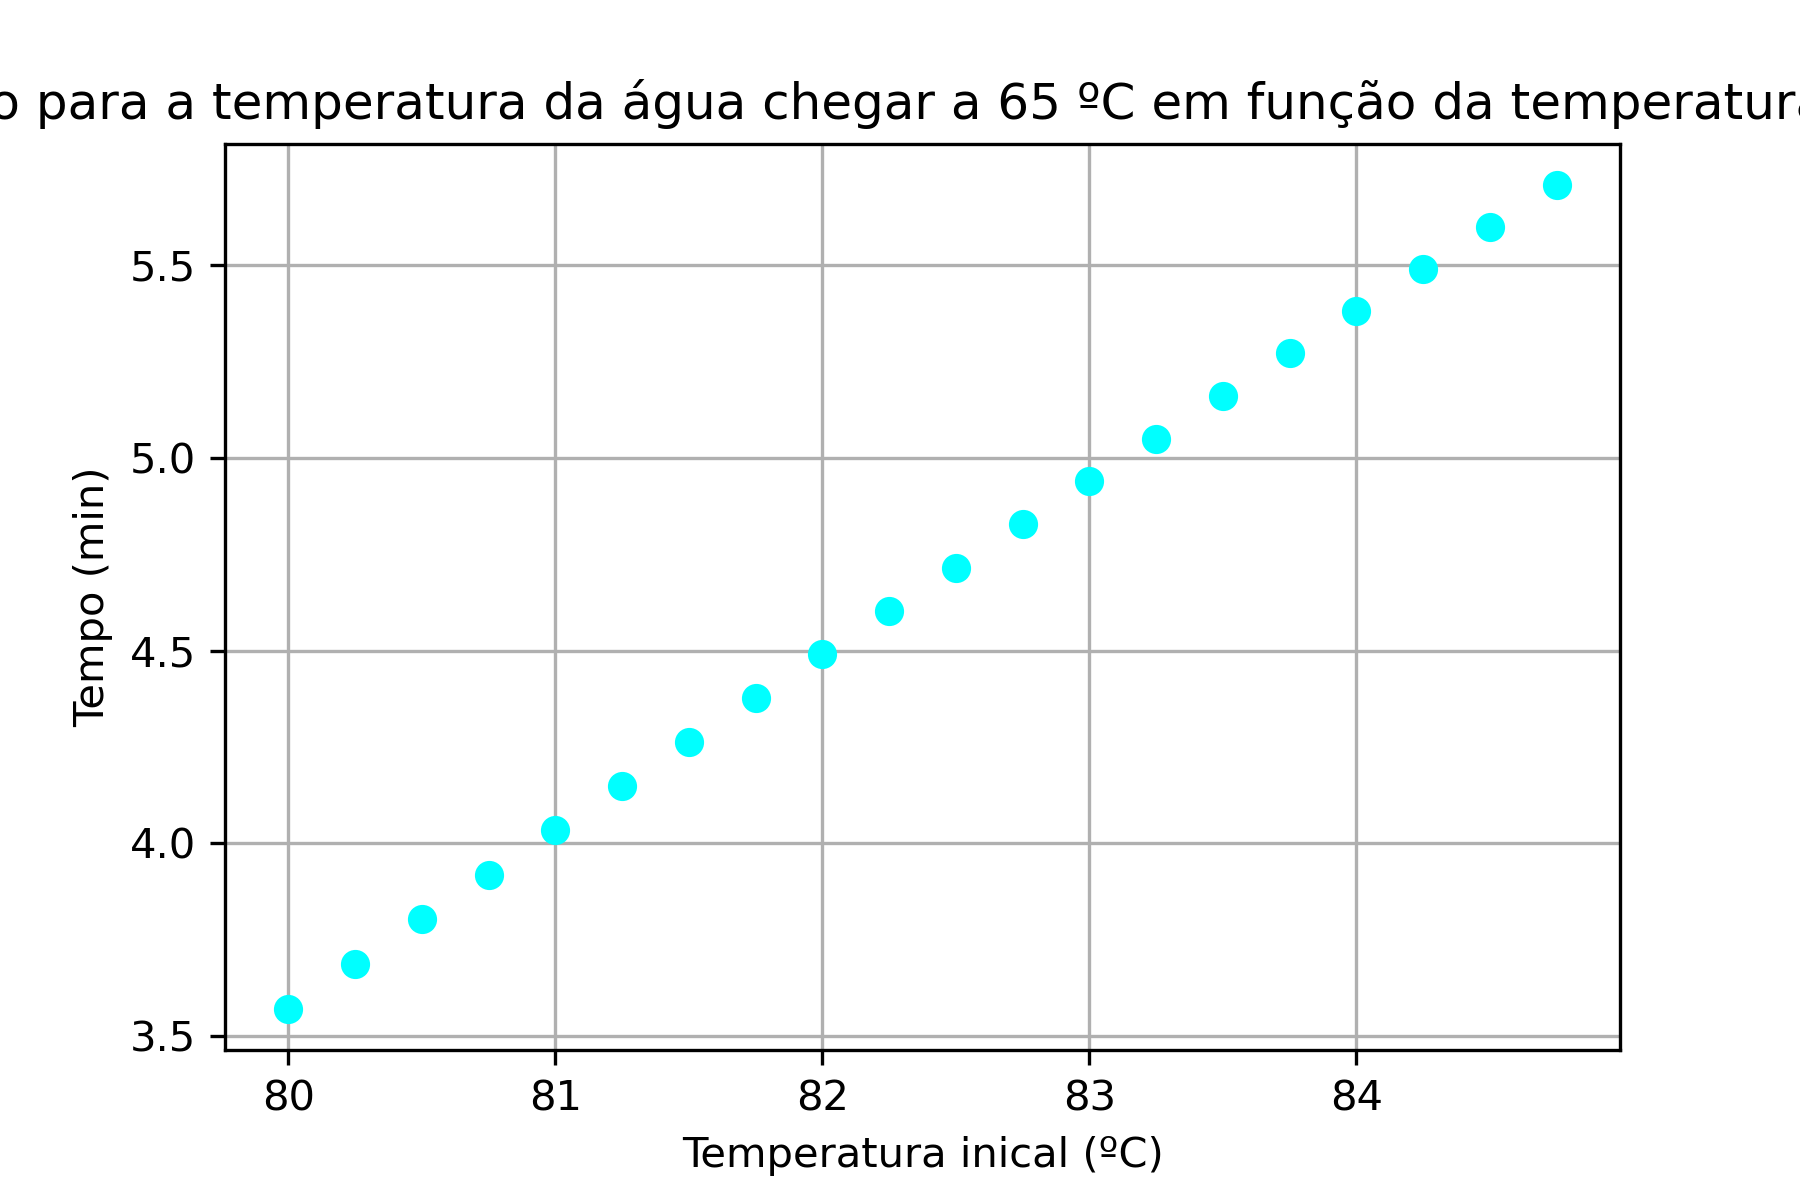 para a temperatura da água chegar a 65 ºC em função da
5.5
5.0
4.5
4.0
3.5
Tempo (min)
80 81 82 83 84
Temperatura inical (ºC)